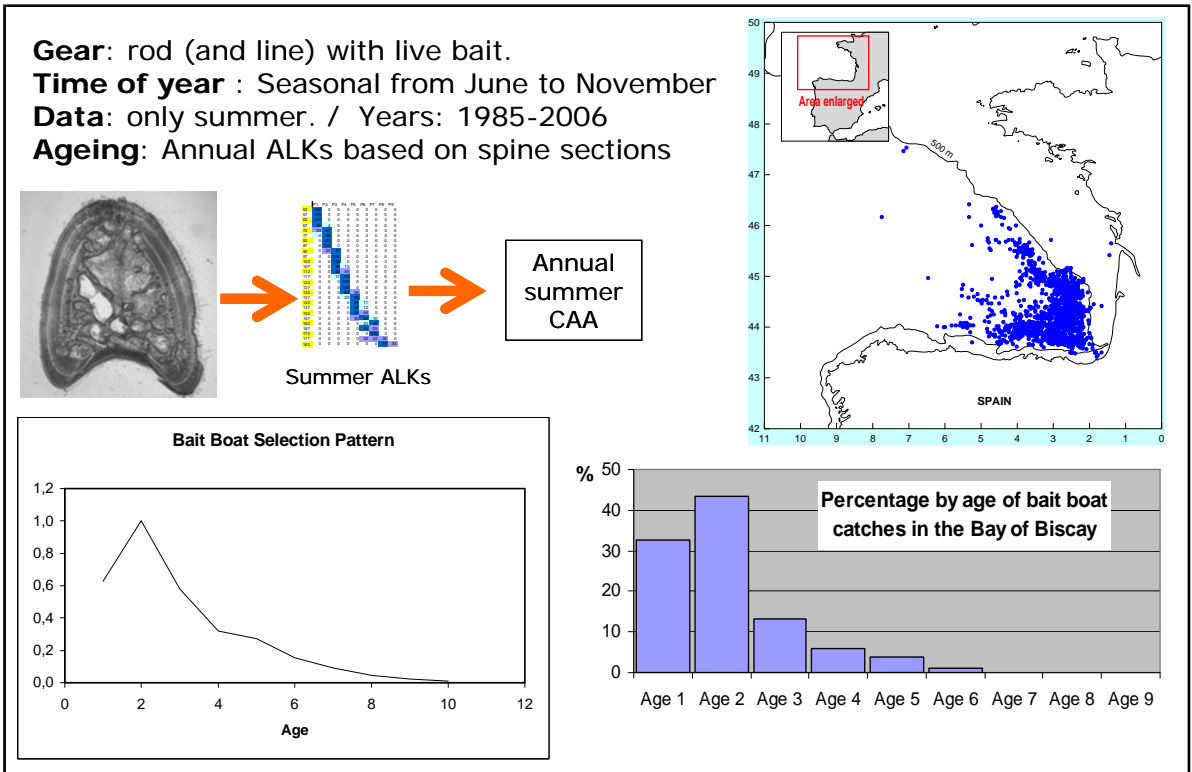 Gear: rod (and line) with live bait.
Time of year : Seasonal from June to November
Data: only summer. / Years: 1985-2006
Ageing: Annual ALKs based on spine sections
Summer ALKs
Annual
summer
CAA
50
49
48
47
46
45
44
43
42
11 10 9 8 7 6 5 4 3 2 1 0
Area enlarged
500 m
SPAIN
Bait Boat Selection Pattern
1,2
1,0
0,8
0,6
0,4
0,2
0,0
0 2 4 6 8 10 12
Age
% 50
40
30
20
10
0
Percentage by age of bait boat
catches in the Bay of Biscay
Age 1 Age 2 Age 3 Age 4 Age 5 Age 6 Age 7 Age 8 Age 9